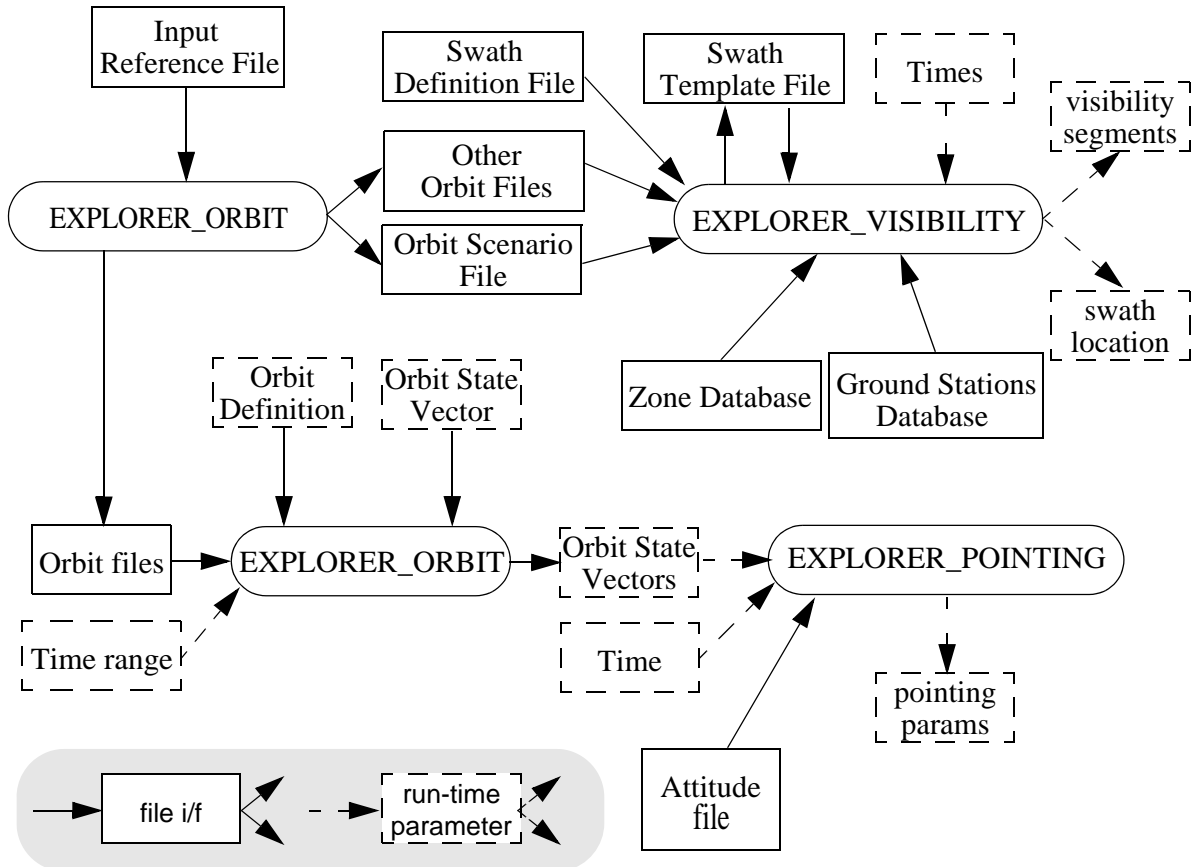 Input
Reference File
Swath
Definition File
Swath
Template File
Times
visibility
segments
Other
Orbit Files
EXPLORER_ORBIT
EXPLORER_VISIBILITY
Orbit Scenario
File
swath
location
Orbit
Definition
Orbit State
Vector
Zone Database
Ground Stations
Database
Orbit files
EXPLORER_ORBIT
Orbit State
Vectors
EXPLORER_POINTING
Time range
Time
pointing
params
Attitude
file
file i/f
run-time
parameter